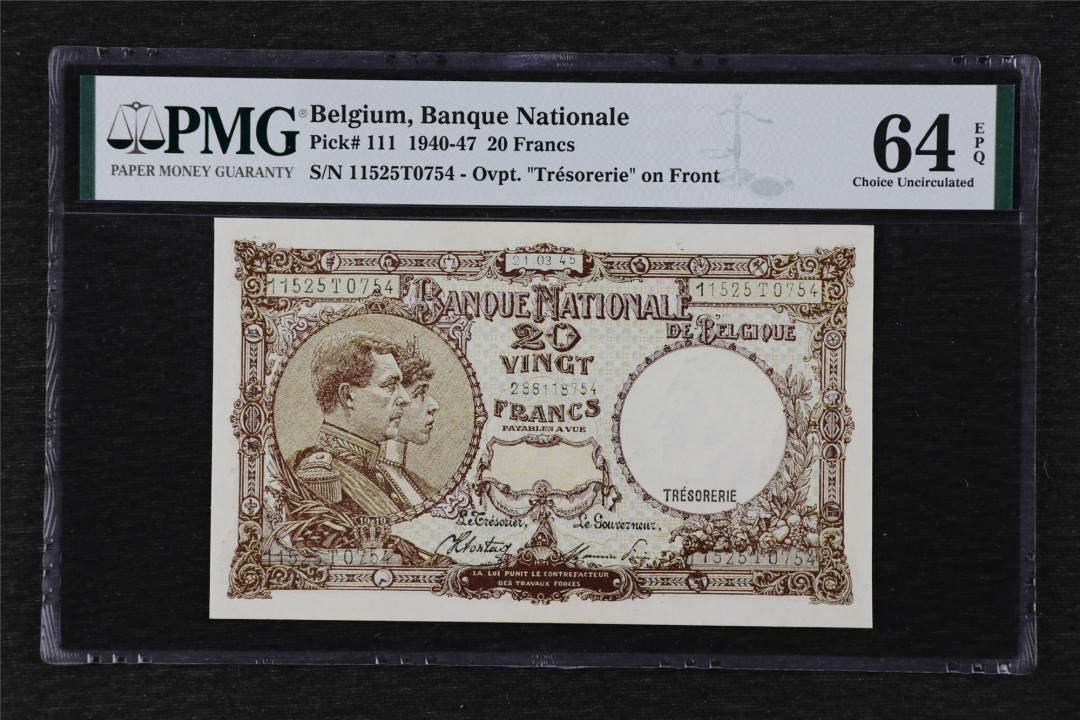 PMG®
PAPER MONEY GUARANTY
Belgium, Banque Nationale
Pick# 111 1940-47 20 Francs
S/N 11525T0754 - Ovpt. "Trésorerie" on Front
64
EPQ
Choice Uncirculated
21 03 45
11525T0754
11525T0754
BANQUE NATIONALE
DE BELGIQUE
20
VINGT
288118754
FRANCS
PAYABLES A VUE
TRÉSORERIE
1919
Le Trésorier,
Le Gouverneur,
11525T0754
11525T0754
LA LOI PUNIT LE CONTREFACTEUR
DES TRAVAUX FORCÉS